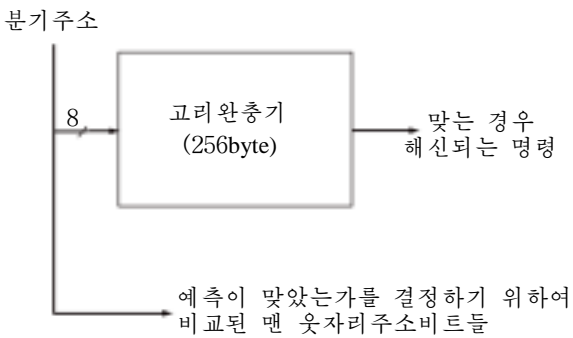 분기주소
8
고리완충기
(256byte)
맞는 경우
해신되는 명령
예측이 맞았는가를 결정하기 위하여
비교된 맨 웃자리주소비트들